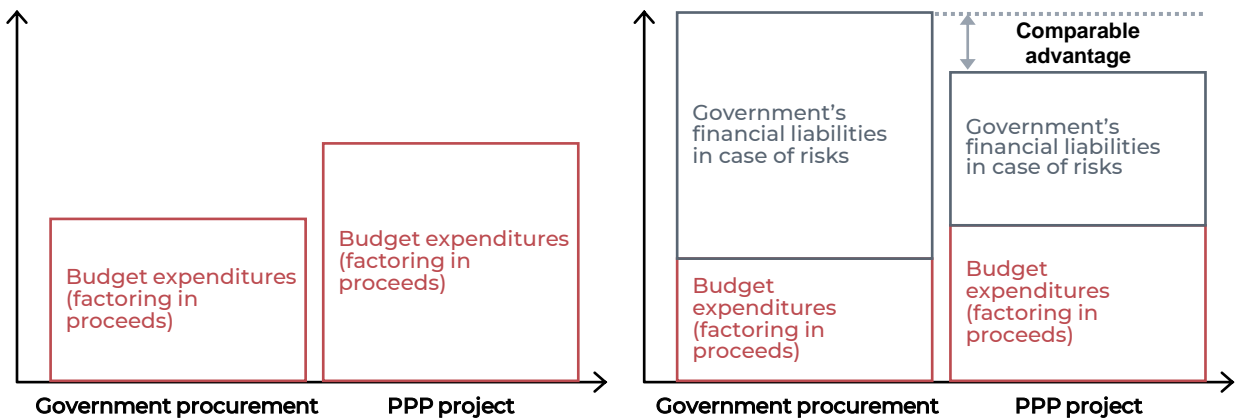 Budget expenditures
(factoring in
proceeds)
Budget expenditures
(factoring in
proceeds)
Government procurement
PPP project
Comparable
advantage
Government’s
financial liabilities
in case of risks
Government’s
financial liabilities
in case of risks
Budget
expenditures
(factoring in
proceeds)
Budget
expenditures
(factoring in
proceeds)
Government procurement
PPP project